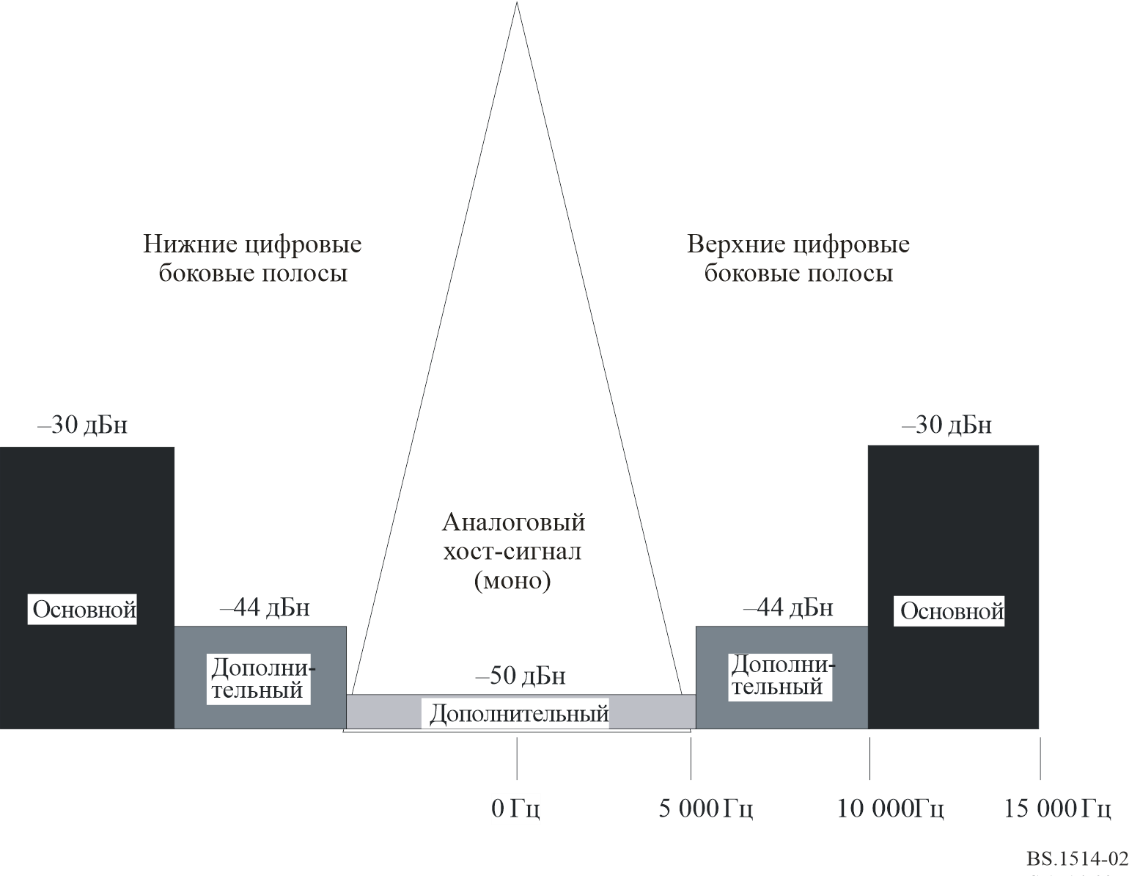 Нижние цифровые
боковые полосы
Верхние цифровые
боковые полосы
–30 дБн
–30 дБн
Аналоговый
хост-сигнал
(моно)
Основной
–44 дБн
–44 дБн
Основной
Дополни-
тельный
–50 дБн
Дополнительный
Дополни-
тельный
0 Гц
5 000 Гц
10 000Гц
15 000 Гц
BS.1514-02